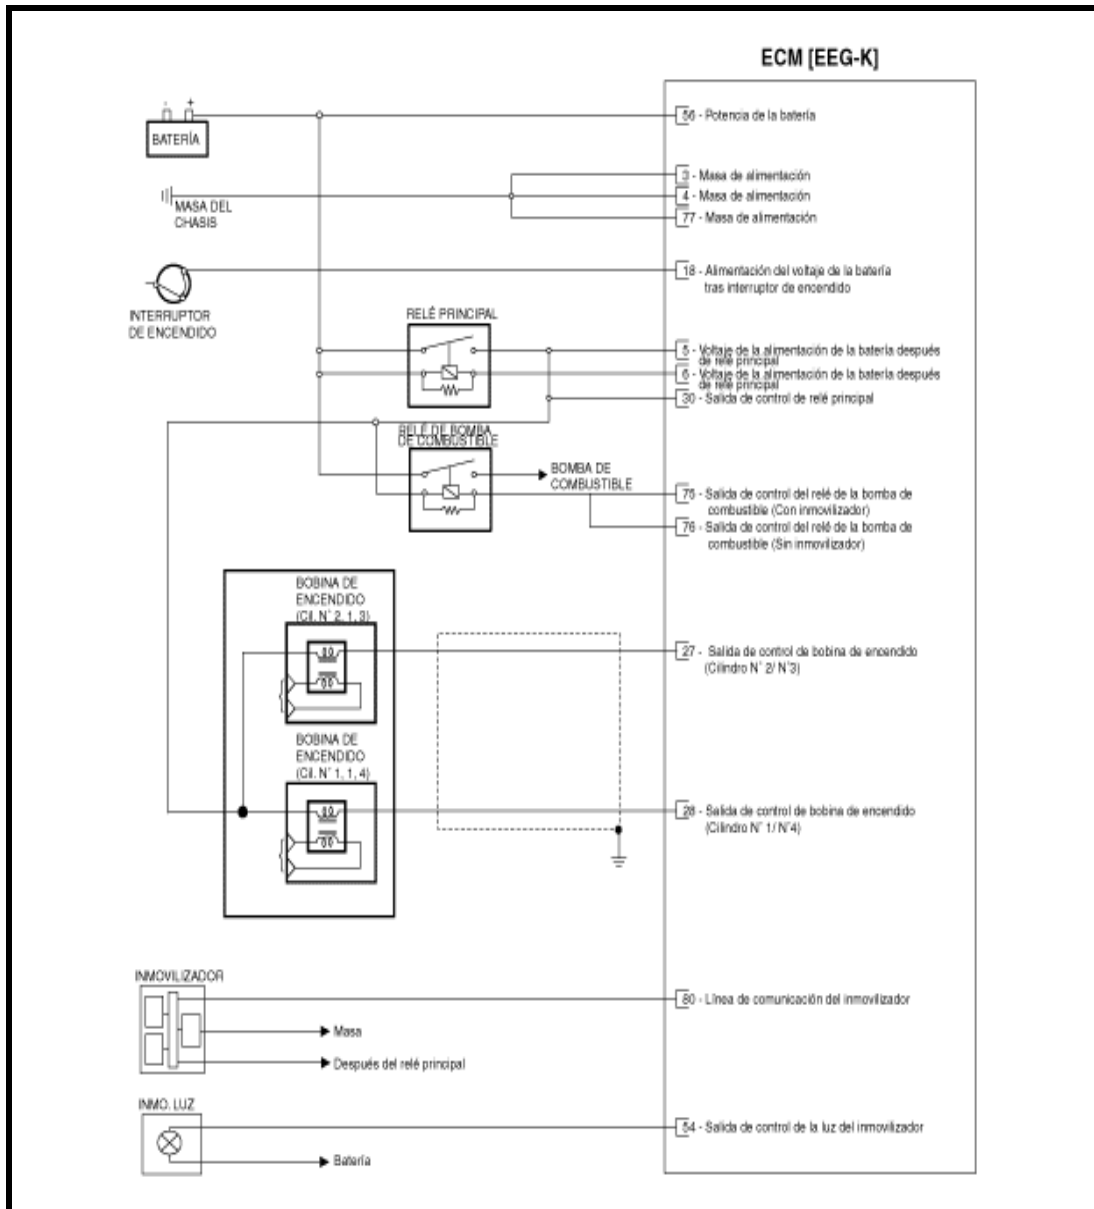 ECM [EEG-K]
- +
BATERÍA
56 - Potencia de la batería
3 - Masa de alimentación
4 - Masa de alimentación
77 - Masa de alimentación
MASA DEL
CHASIS
18 - Alimentación del voltaje de la batería
tras interruptor de encendido
INTERRUPTOR
DE ENCENDIDO
RELÉ PRINCIPAL
5 - Voltaje de la alimentación de la batería después
de relé principal
6 - Voltaje de la alimentación de la batería después
de relé principal
30 - Salida de control de relé principal
RELÉ DE BOMBA
DE COMBUSTIBLE
BOMBA DE
COMBUSTIBLE
75 - Salida de control del relé de la bomba de
combustible (Con inmovilizador)
76 - Salida de control del relé de la bomba de
combustible (Sin inmovilizador)
BOBINA DE
ENCENDIDO
(Cil. N° 2, 1, 3)
27 - Salida de control de bobina de encendido
(Cilindro N° 2/ N°3)
BOBINA DE
ENCENDIDO
(Cil. N° 1, 1, 4)
28 - Salida de control de bobina de encendido
(Cilindro N° 1/ N°4)
INMOVILIZADOR
80 - Línea de comunicación del inmovilizador
Masa
Después del relé principal
INMO. LUZ
54 - Salida de control de la luz del inmovilizador
Batería